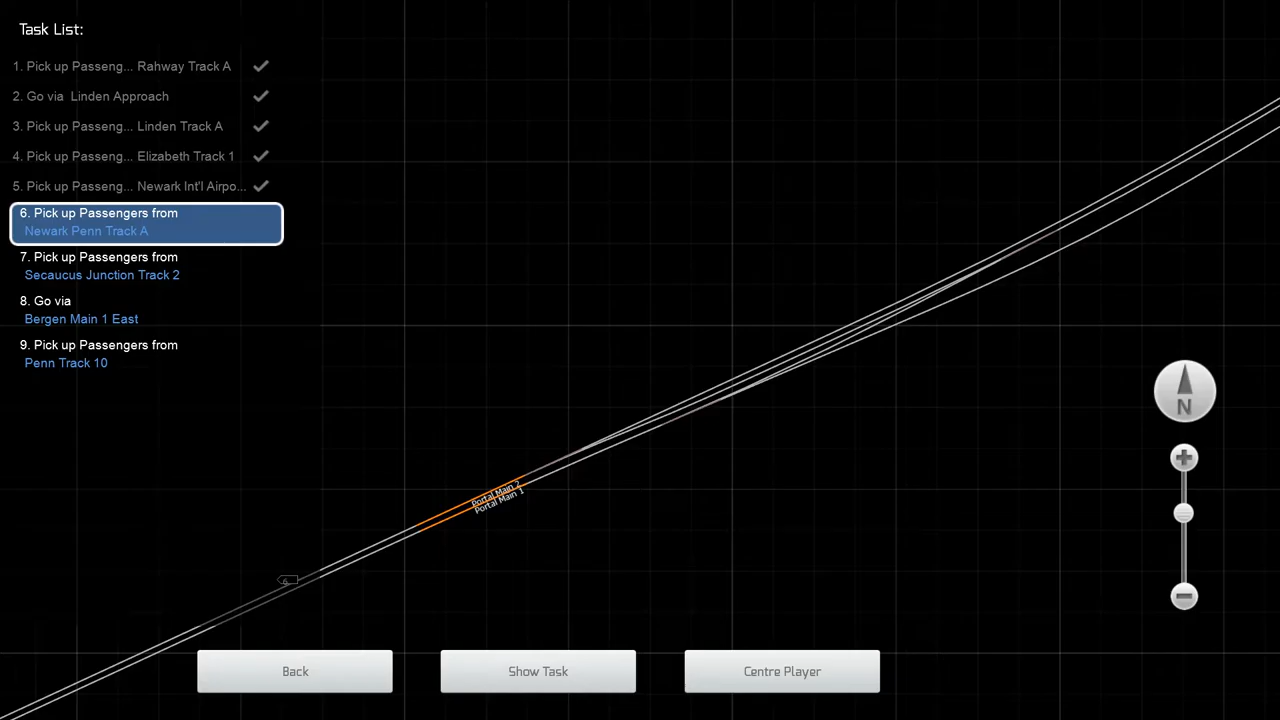 Task List:
1. Pick up Passeng... Rahway Track A
2. Go via  Linden Approach
3. Pick up Passeng... Linden Track A
4. Pick up Passeng... Elizabeth Track 1
5. Pick up Passeng... Newark Int'l Airpo...
6. Pick up Passengers from
Newark Penn Track A
7. Pick up Passengers from
Secaucus Junction Track 2
8. Go via
Bergen Main 1 East
9. Pick up Passengers from
Penn Track 10
N
Portal Main 2
Portal Main 1
6
Back
Show Task
Centre Player